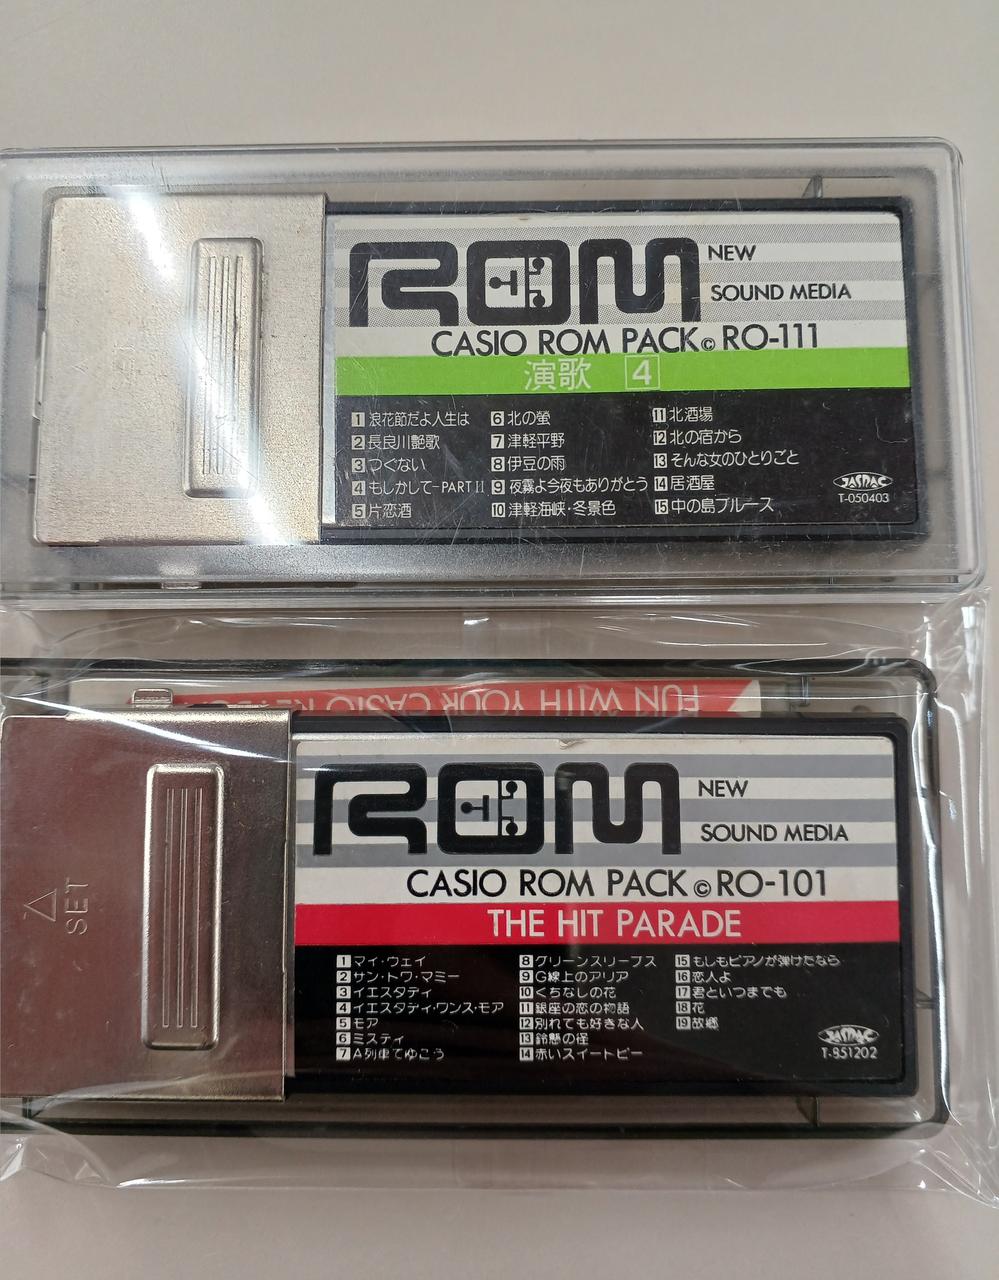 ROM
NEW
SOUND MEDIA
CASIO ROM PACK© RO-111
演歌 4
1 浪花節だよ人生は
2 長良川艶歌
3 つぐない
4 もしかして-PART II
5 片恋酒
6 北の螢
7 津軽平野
8 伊豆の雨
9 夜霧よ今夜もありがとう
10 津軽海峡・冬景色
11 北酒場
12 北の宿から
13 そんな女のひとりごと
14 居酒屋
15 中の島ブルース
JASRAC
T-050403
FUN WITH YOUR CASIO
SET
ROM
NEW
SOUND MEDIA
CASIO ROM PACK© RO-101
THE HIT PARADE
1 マイ・ウェイ
2 サン・トワ・マミー
3 イエスタディ
4 イエスタディ・ワンス・モア
5 モア
6 ミスティ
7 A列車でゆこう
8 グリーンスリーブス
9 G線上のアリア
10 くちなしの花
11 銀座の恋の物語
12 別れても好きな人
13 鈴懸の径
14 赤いスイートピー
15 もしもピアノが弾けたなら
16 恋人よ
17 君といつまでも
18 花
19 故郷
JASRAC
T-851202